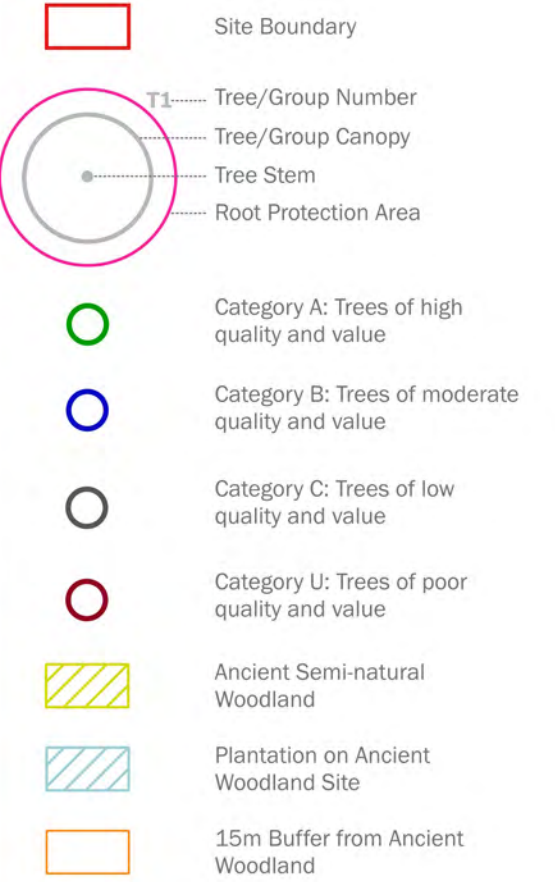 Site Boundary
T1
Tree/Group Number
Tree/Group Canopy
Tree Stem
Root Protection Area
Category A: Trees of high
quality and value
Category B: Trees of moderate
quality and value
Category C: Trees of low
quality and value
Category U: Trees of poor
quality and value
Ancient Semi-natural
Woodland
Plantation on Ancient
Woodland Site
15m Buffer from Ancient
Woodland